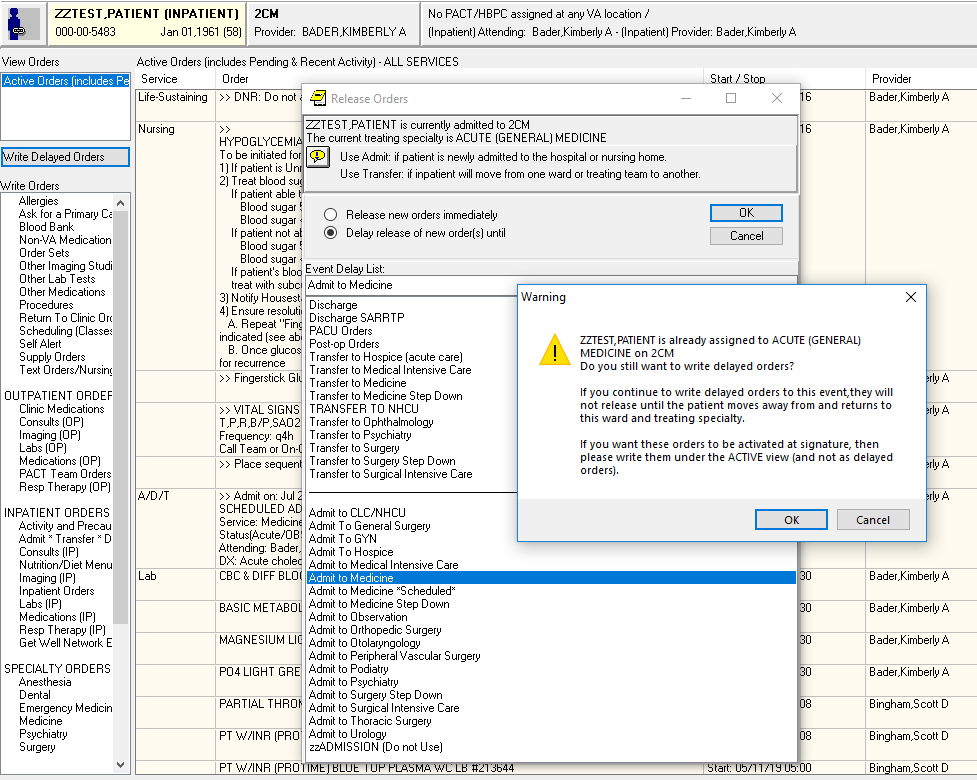 ZZTEST,PATIENT (INPATIENT)
000-00-5483 Jan 01,1961 (58)
2CM
Provider: BADER,KIMBERLY A
No PACT/HBPC assigned at any VA location /
(Inpatient) Attending: Bader,Kimberly A - (Inpatient) Provider: Bader,Kimberly A
View Orders
Active Orders (includes Pe
Write Delayed Orders
Write Orders
Allergies
Ask for a Primary Ca
Blood Bank
Non-VA Medication
Order Sets
Other Imaging Studi
Other Lab Tests
Other Medications
Procedures
Return To Clinic Ord
Scheduling (Classes
Self Alert
Supply Orders
Text Orders/Nursing
OUTPATIENT ORDER
Clinic Medications
Consults (OP)
Imaging (OP)
Labs (OP)
Medications (OP)
PACT Team Orders
Resp Therapy (OP)
INPATIENT ORDERS
Activity and Precau
Admit * Transfer * D
Consults (IP)
Nutrition/Diet Menu
Imaging (IP)
Inpatient Orders
Labs (IP)
Medications (IP)
Resp Therapy (IP)
Get Well Network E
SPECIALTY ORDERS
Anesthesia
Dental
Emergency Medicin
Medicine
Psychiatry
Surgery
Active Orders (includes Pending & Recent Activity) - ALL SERVICES
Service Order Start / Stop Provider
Life-Sustaining >> DNR: Do not a 16 Bader,Kimberly A
Nursing >> 16 Bader,Kimberly A
HYPOGLYCEMIA
To be initiated for
1) If patient is Unr
2) Treat blood sug
If patient able t
Blood sugar 5
Blood sugar
If patient not ab
Blood sugar 5
Blood sugar
If patient's bloo
treat with subcu
3) Notify Housesta
4) Ensure resoluti
A. Repeat "Fing
indicated (see abo
B. Once glucos
for recurrence
>> Fingerstick Glu erly A
>> VITAL SIGNS erly A
T,P,R,B/P,SAO2
Frequency: q4h
Call Team or On-C
>> Place sequent erly A
A/D/T >> Admit on: Jul 2 erly A
SCHEDULED AD
Service: Medicine
Status(Acute/OBS
Attending: Bader,
DX: Acute cholec
Lab CBC & DIFF BLOO 30 Bader,Kimberly A
BASIC METABOL 30 Bader,Kimberly A
MAGNESIUM LIG 30 Bader,Kimberly A
PO4 LIGHT GRE 30 Bader,Kimberly A
PARTIAL THROM 08 Bingham,Scott D
PT W/INR (PROT 08 Bingham,Scott D
PT W/INR (PROTIME) BLUE TOP PLASMA WC LB #213644 Start: 05/11/19 05:00 Bingham,Scott D
Release Orders
ZZTEST,PATIENT is currently admitted to 2CM
The current treating specialty is ACUTE (GENERAL) MEDICINE
Use Admit: if patient is newly admitted to the hospital or nursing home.
Use Transfer: if inpatient will move from one ward or treating team to another.
Release new orders immediately
Delay release of new order(s) until
OK
Cancel
Event Delay List:
Admit to Medicine
Discharge
Discharge SARRTP
PACU Orders
Post-op Orders
Transfer to Hospice (acute care)
Transfer to Medical Intensive Care
Transfer to Medicine
Transfer to Medicine Step Down
TRANSFER TO NHCU
Transfer to Ophthalmology
Transfer to Psychiatry
Transfer to Surgery
Transfer to Surgery Step Down
Transfer to Surgical Intensive Care
Admit to CLC/NHCU
Admit To General Surgery
Admit To GYN
Admit To Hospice
Admit to Medical Intensive Care
Admit to Medicine
Admit to Medicine *Scheduled*
Admit to Medicine Step Down
Admit to Observation
Admit to Orthopedic Surgery
Admit to Otolaryngology
Admit to Peripheral Vascular Surgery
Admit to Podiatry
Admit to Psychiatry
Admit to Surgery Step Down
Admit to Surgical Intensive Care
Admit to Thoracic Surgery
Admit to Urology
zzADMISSION (Do not Use)
Warning
ZZTEST,PATIENT is already assigned to ACUTE (GENERAL)
MEDICINE on 2CM
Do you still want to write delayed orders?
If you continue to write delayed orders to this event,they will
not release until the patient moves away from and returns to
this ward and treating specialty.
If you want these orders to be activated at signature, then
please write them under the ACTIVE view (and not as delayed
orders).
OK
Cancel